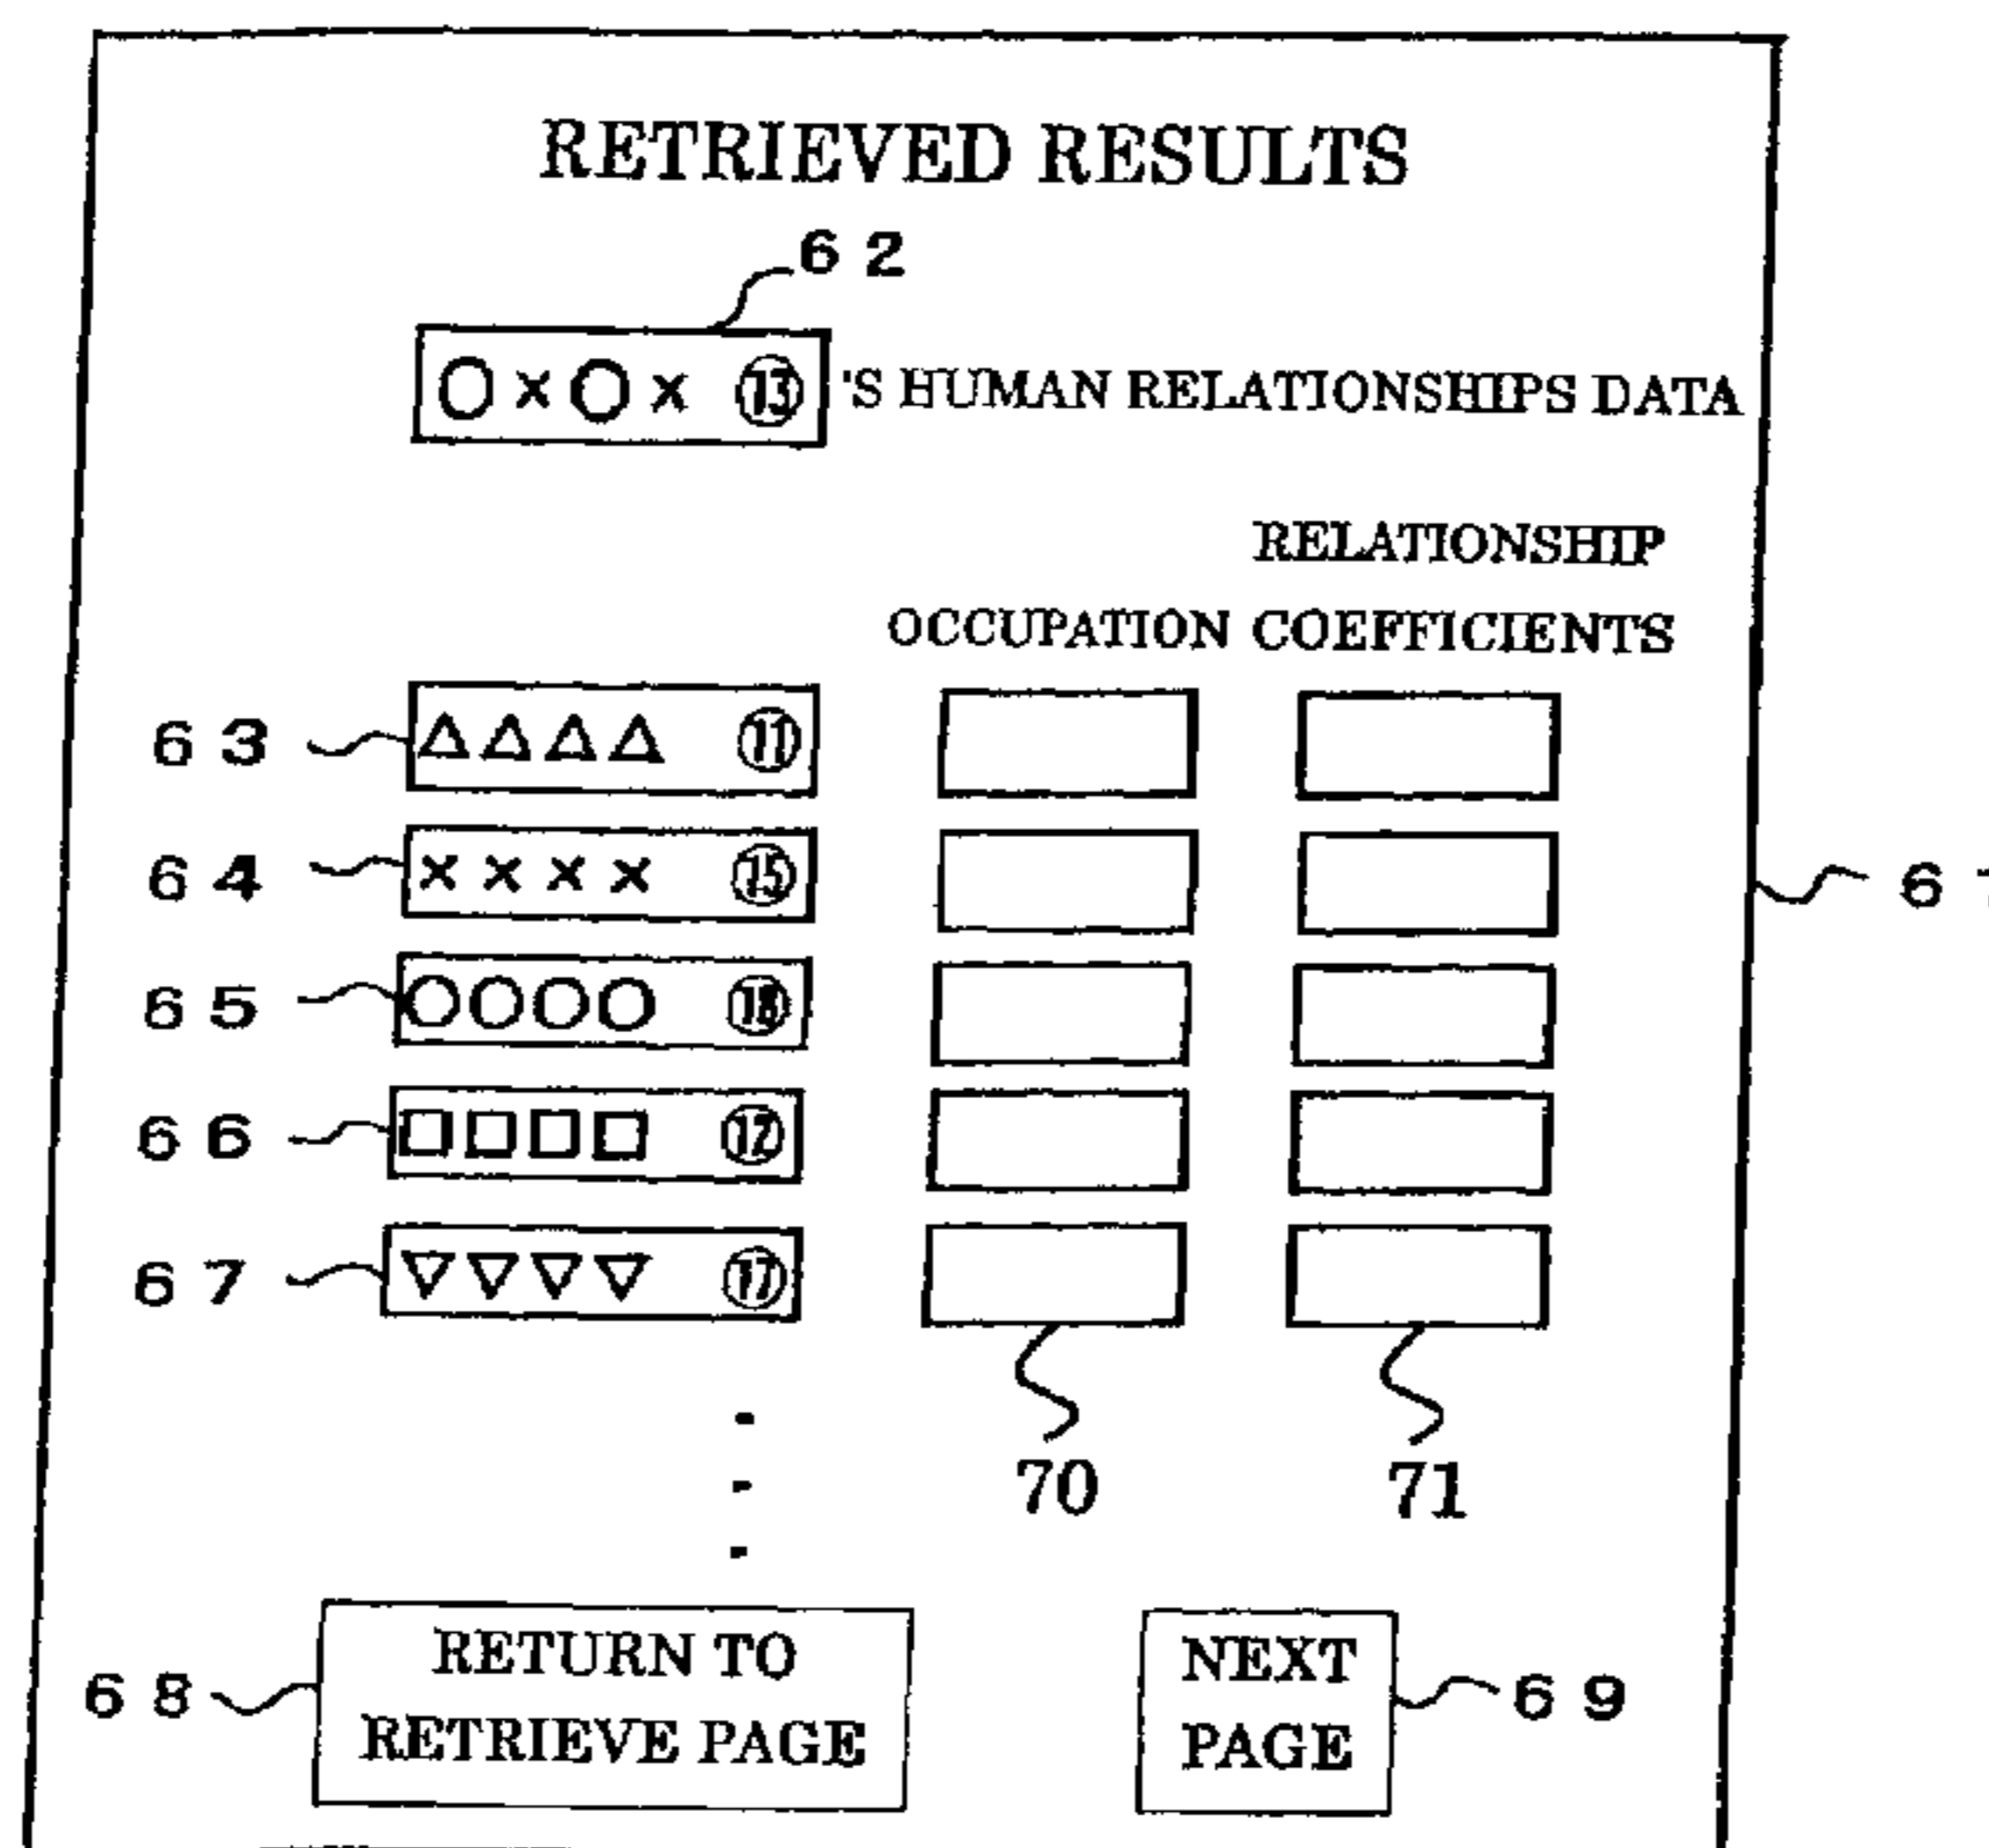 RETRIEVED RESULTS
62
○×○× ⑬ 'S HUMAN RELATIONSHIPS DATA
RELATIONSHIP
OCCUPATION COEFFICIENTS
63 △△△△ ⑪
64 ×××× ⑮
65 ○○○○ ⑱
66 □□□□ ⑫
67 ▽▽▽▽ ⑰
70 71
68 RETURN TO RETRIEVE PAGE
NEXT PAGE 69